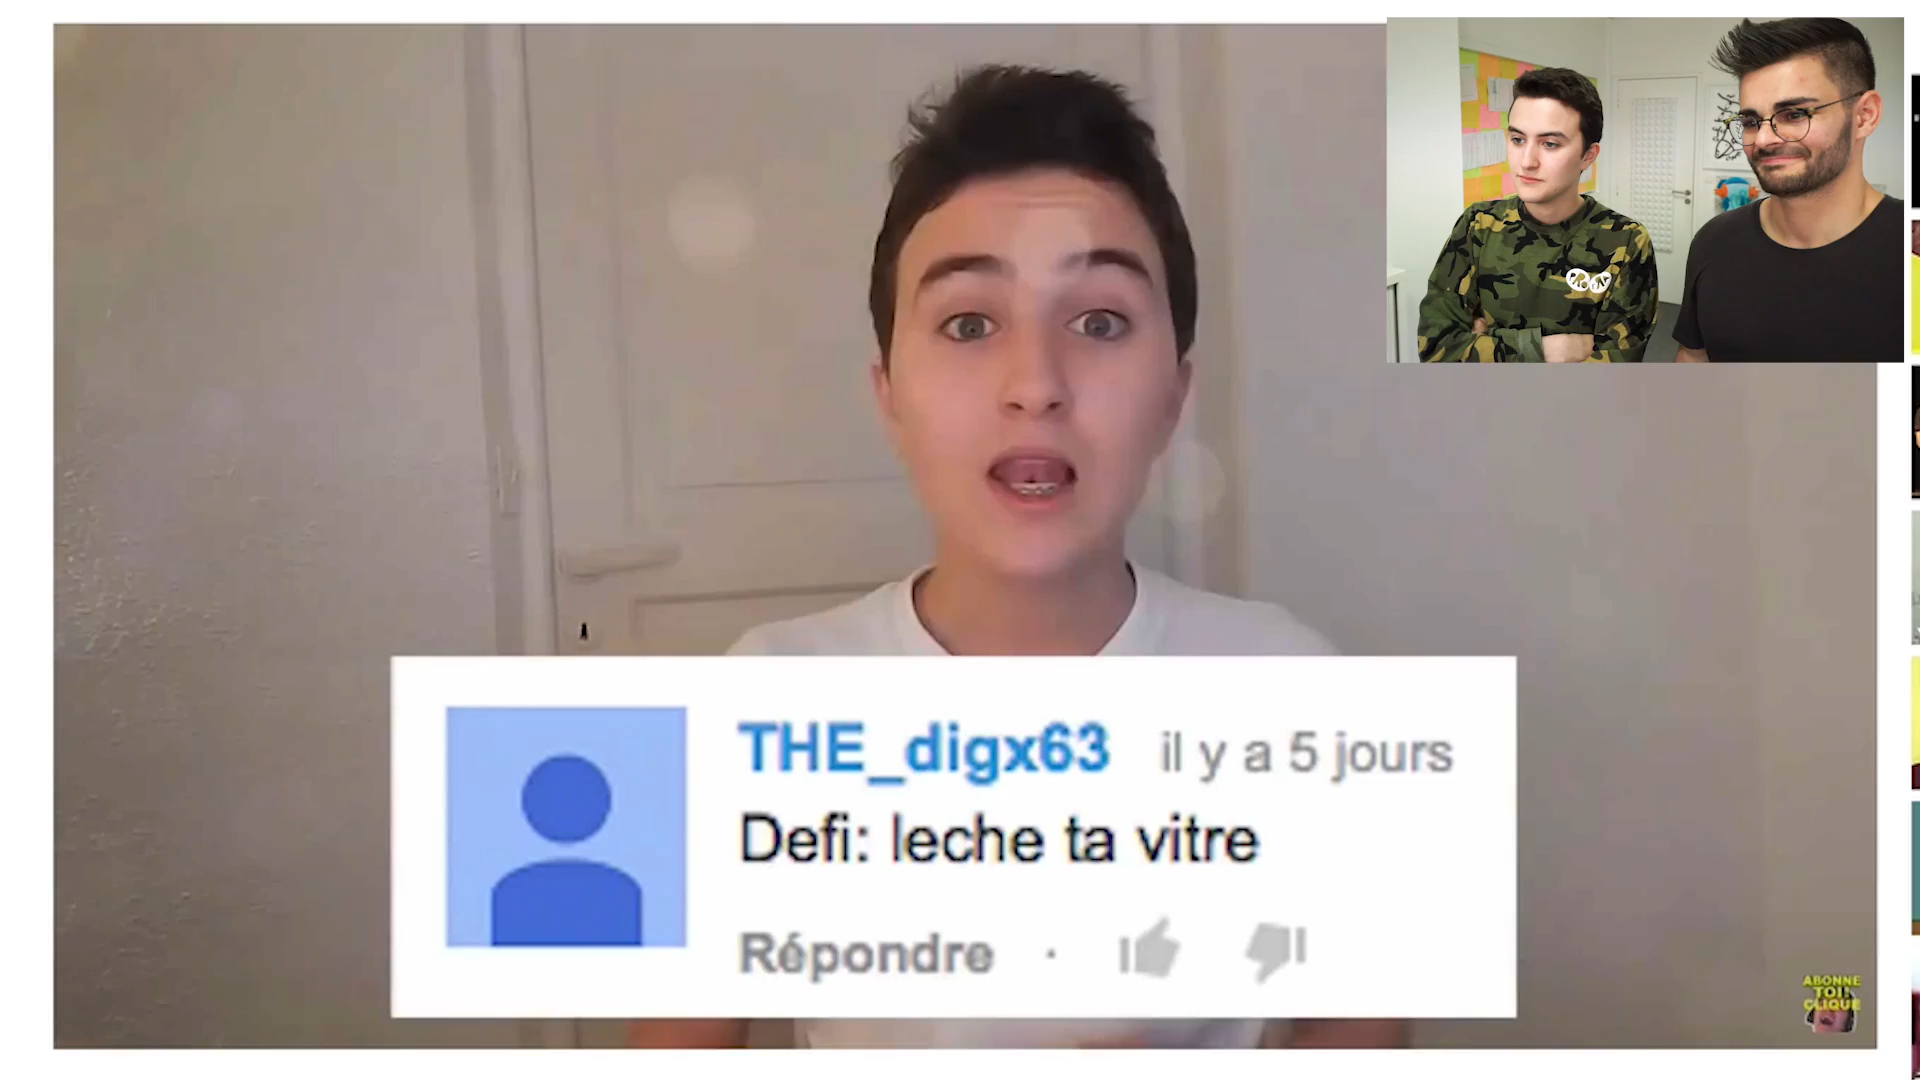 THE_digx63 il y a 5 jours
Defi: leche ta vitre
Répondre ·
ABONNE
TOI!
CLIQUE